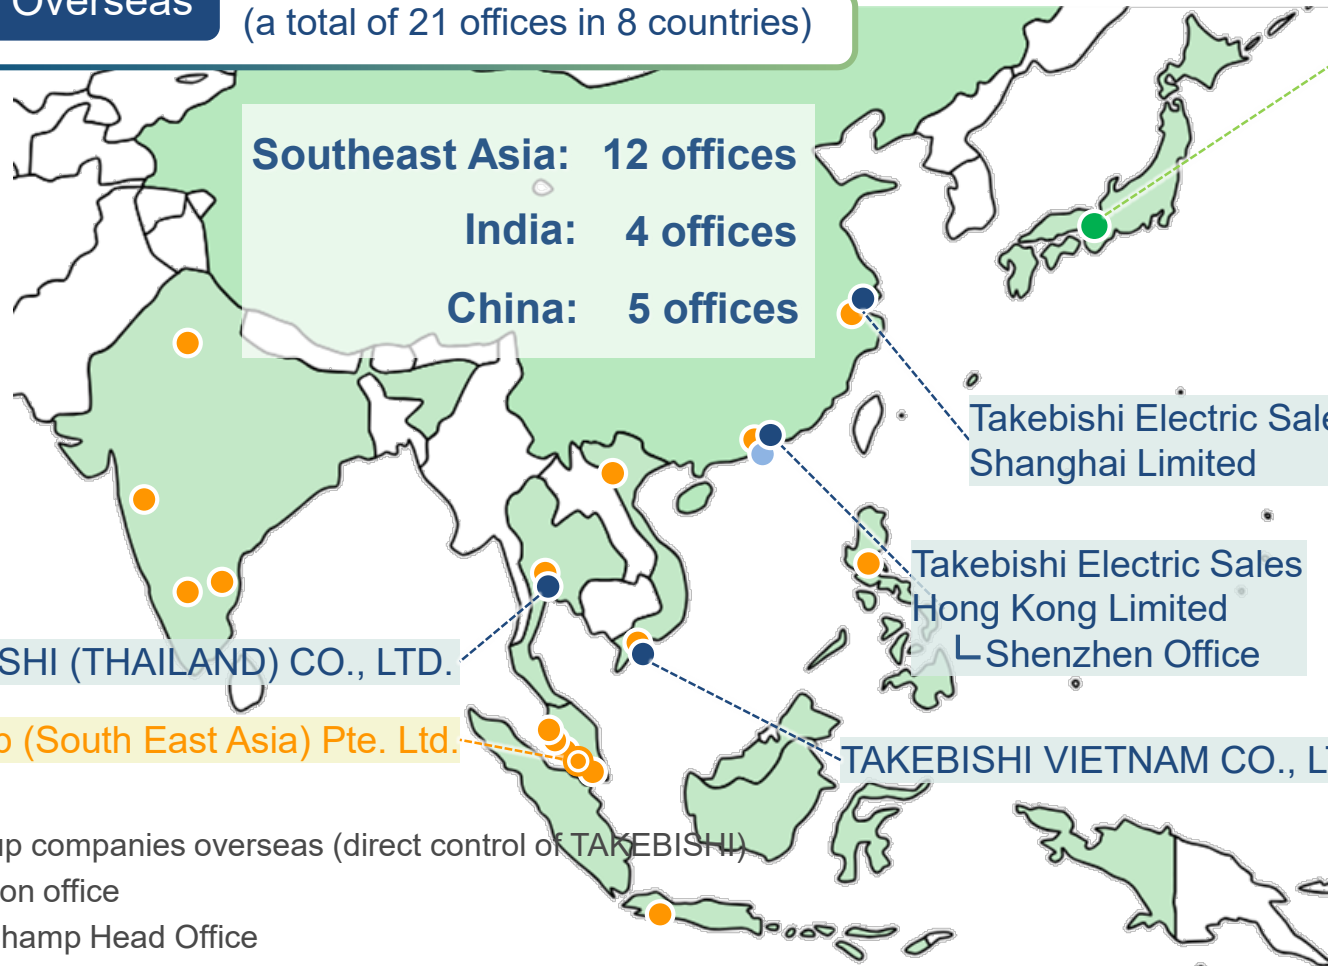 Overseas
(a total of 21 offices in 8 countries)
Southeast Asia: 12 offices
India: 4 offices
China: 5 offices
Takebishi Electric Sale
Shanghai Limited
Takebishi Electric Sales
Hong Kong Limited
Shenzhen Office
SHI (THAILAND) CO., LTD.
o (South East Asia) Pte. Ltd.
TAKEBISHI VIETNAM CO., LT
up companies overseas (direct control of TAKEBISHI)
on office
hamp Head Office